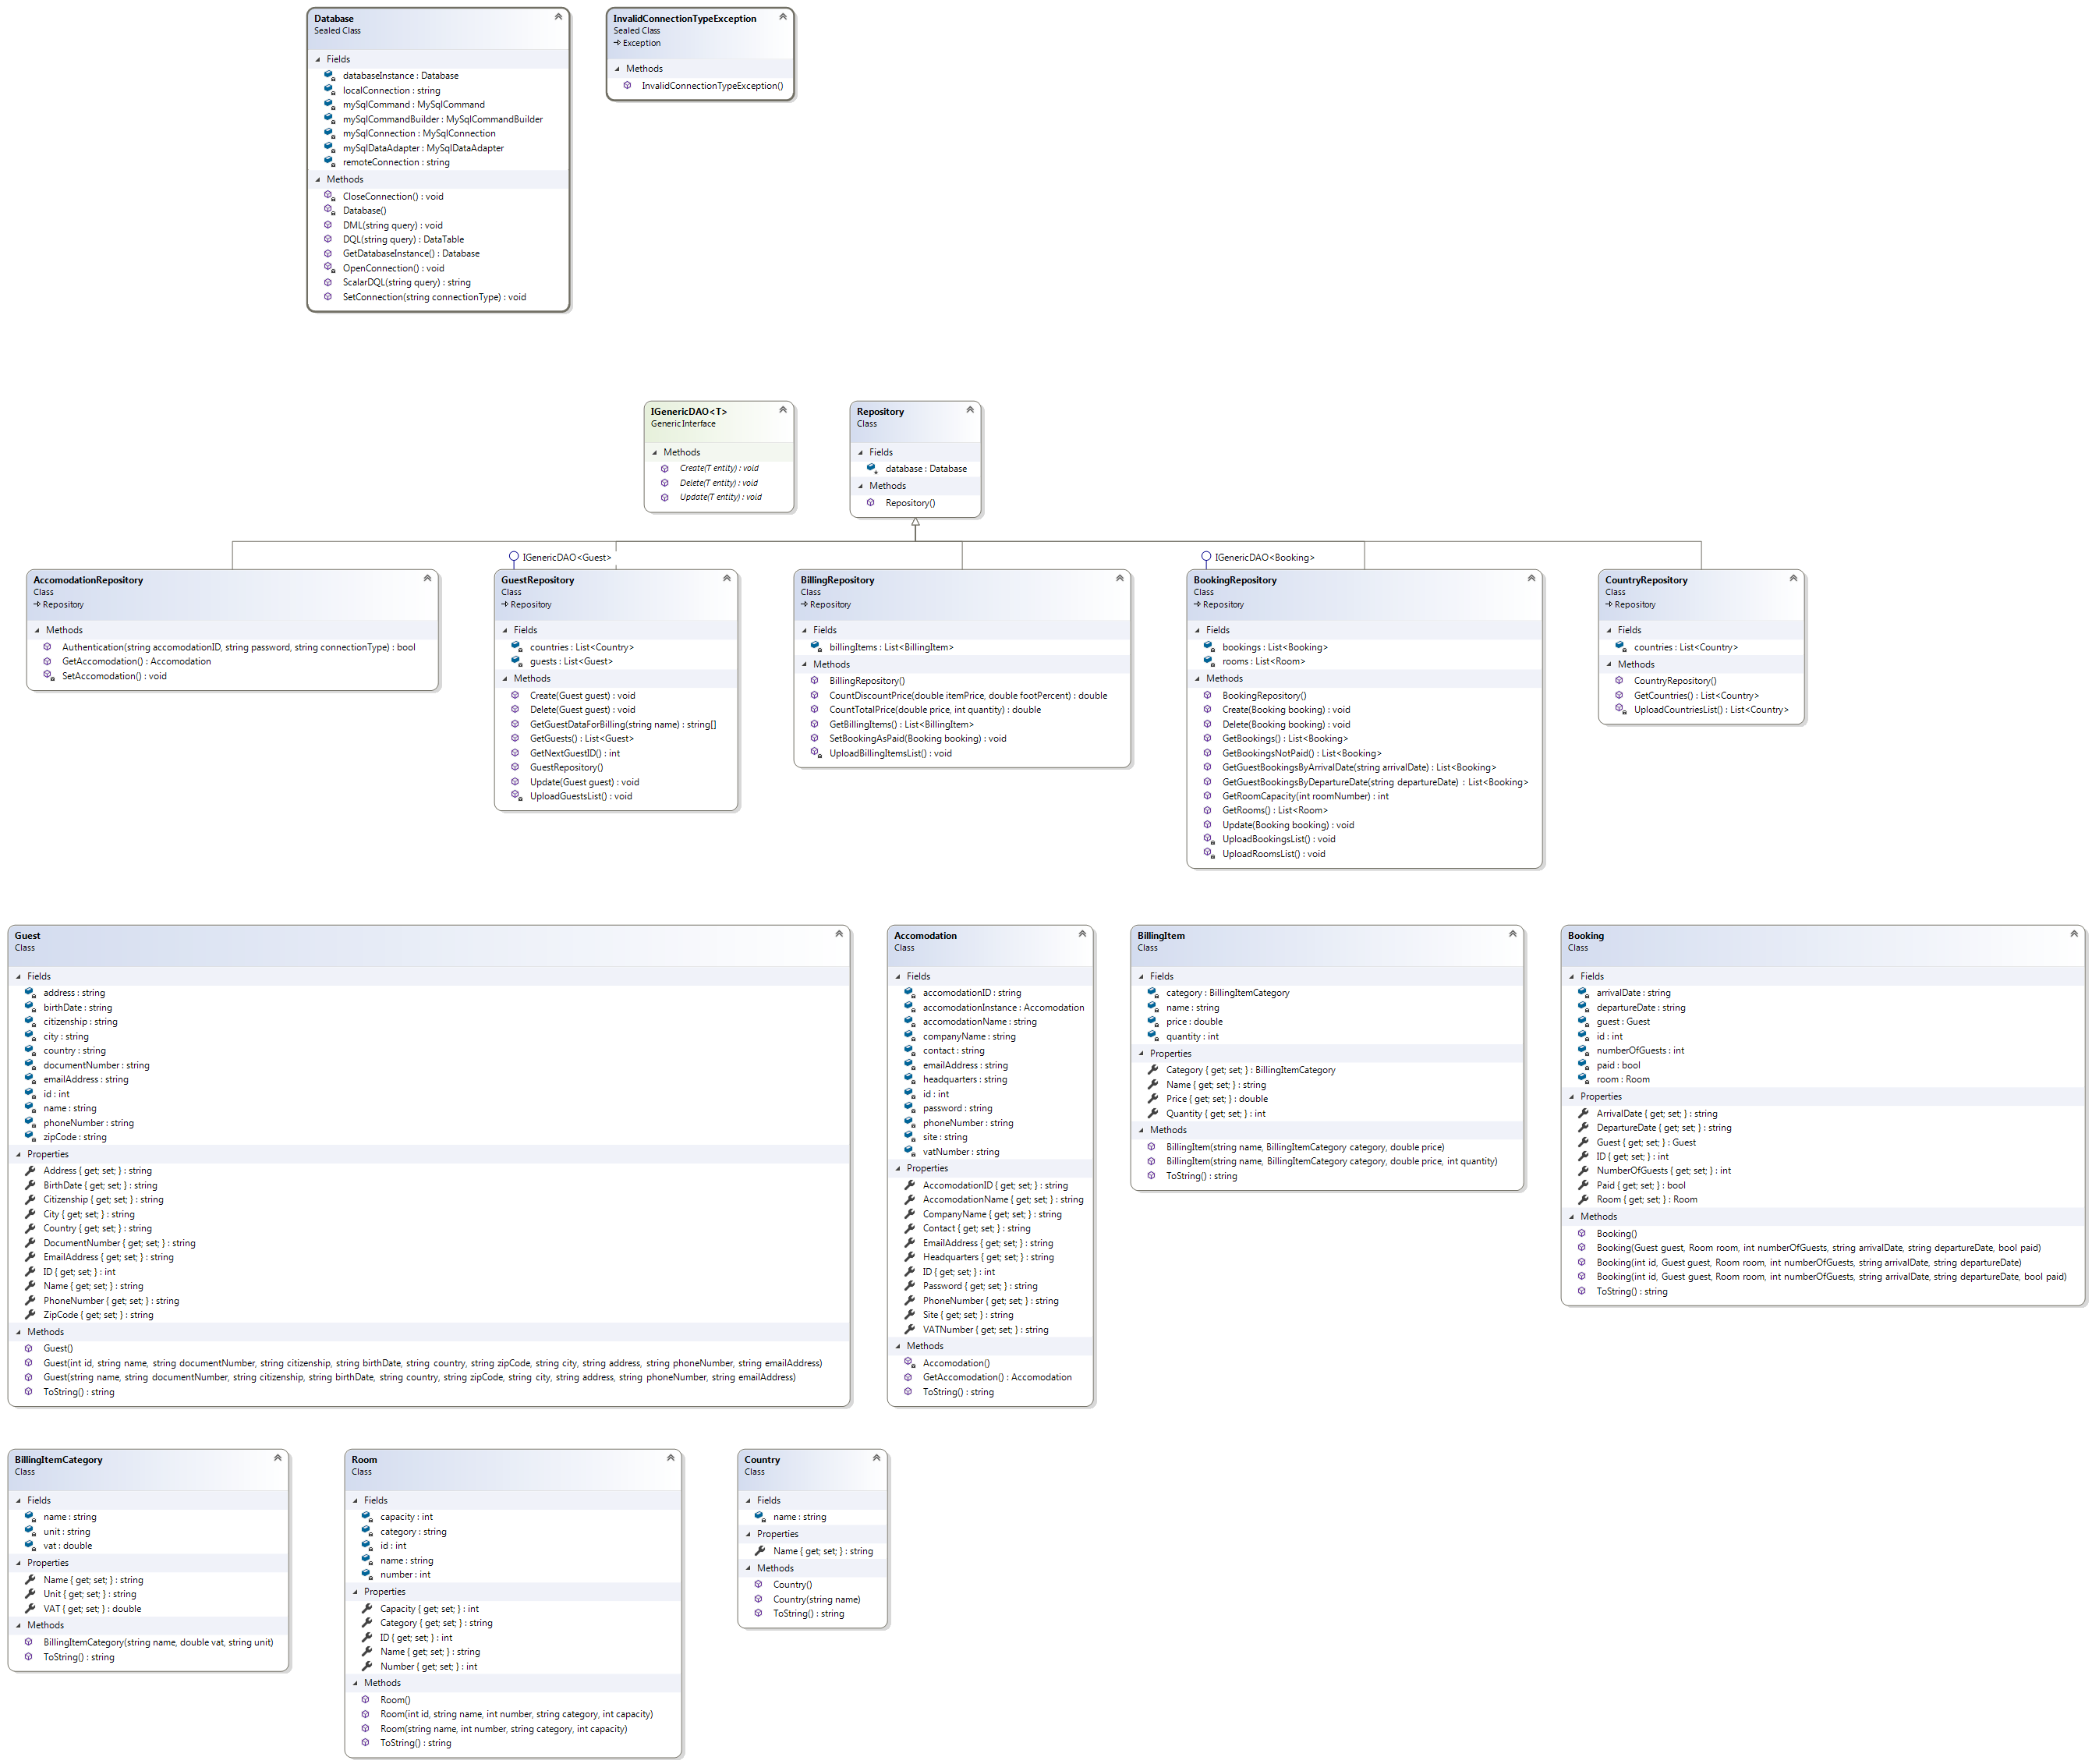 Database
Sealed Class
Fields
databaseInstance : Database
localConnection : string
mySqlCommand : MySqlCommand
mySqlCommandBuilder : MySqlCommandBuilder
mySqlConnection : MySqlConnection
mySqlDataAdapter : MySqlDataAdapter
remoteConnection : string
Methods
CloseConnection() : void
Database()
DML(string query) : void
DQL(string query) : DataTable
GetDatabaseInstance() : Database
OpenConnection() : void
ScalarDQL(string query) : string
SetConnection(string connectionType) : void
InvalidConnectionTypeException
Sealed Class
Exception
Methods
InvalidConnectionTypeException()
IGenericDAO<T>
Generic Interface
Methods
Create(T entity) : void
Delete(T entity) : void
Update(T entity) : void
Repository
Class
Fields
database : Database
Methods
Repository()
AccomodationRepository
Class
Repository
Methods
Authentication(string accomodationID, string password, string connectionType) : bool
GetAccomodation() : Accomodation
SetAccomodation() : void
IGenericDAO<Guest>
GuestRepository
Class
Repository
Fields
countries : List<Country>
guests : List<Guest>
Methods
Create(Guest guest) : void
Delete(Guest guest) : void
GetGuestDataForBilling(string name) : string[]
GetGuests() : List<Guest>
GetNextGuestID() : int
GuestRepository()
Update(Guest guest) : void
UploadGuestsList() : void
BillingRepository
Class
Repository
Fields
billingItems : List<BillingItem>
Methods
BillingRepository()
CountDiscountPrice(double itemPrice, double footPercent) : double
CountTotalPrice(double price, int quantity) : double
GetBillingItems() : List<BillingItem>
SetBookingAsPaid(Booking booking) : void
UploadBillingItemsList() : void
IGenericDAO<Booking>
BookingRepository
Class
Repository
Fields
bookings : List<Booking>
rooms : List<Room>
Methods
BookingRepository()
Create(Booking booking) : void
Delete(Booking booking) : void
GetBookings() : List<Booking>
GetBookingsNotPaid() : List<Booking>
GetGuestBookingsByArrivalDate(string arrivalDate) : List<Booking>
GetGuestBookingsByDepartureDate(string departureDate) : List<Booking>
GetRoomCapacity(int roomNumber) : int
GetRooms() : List<Room>
Update(Booking booking) : void
UploadBookingsList() : void
UploadRoomsList() : void
CountryRepository
Class
Repository
Fields
countries : List<Country>
Methods
CountryRepository()
GetCountries() : List<Country>
UploadCountriesList() : List<Country>
Guest
Class
Fields
address : string
birthDate : string
citizenship : string
city : string
country : string
documentNumber : string
emailAddress : string
id : int
name : string
phoneNumber : string
zipCode : string
Properties
Address { get; set; } : string
BirthDate { get; set; } : string
Citizenship { get; set; } : string
City { get; set; } : string
Country { get; set; } : string
DocumentNumber { get; set; } : string
EmailAddress { get; set; } : string
ID { get; set; } : int
Name { get; set; } : string
PhoneNumber { get; set; } : string
ZipCode { get; set; } : string
Methods
Guest()
Guest(int id, string name, string documentNumber, string citizenship, string birthDate, string country, string zipCode, string city, string address, string phoneNumber, string emailAddress)
Guest(string name, string documentNumber, string citizenship, string birthDate, string country, string zipCode, string city, string address, string phoneNumber, string emailAddress)
ToString() : string
Accomodation
Class
Fields
accomodationID : string
accomodationInstance : Accomodation
accomodationName : string
companyName : string
contact : string
emailAddress : string
headquarters : string
id : int
password : string
phoneNumber : string
site : string
vatNumber : string
Properties
AccomodationID { get; set; } : string
AccomodationName { get; set; } : string
CompanyName { get; set; } : string
Contact { get; set; } : string
EmailAddress { get; set; } : string
Headquarters { get; set; } : string
ID { get; set; } : int
Password { get; set; } : string
PhoneNumber { get; set; } : string
Site { get; set; } : string
VATNumber { get; set; } : string
Methods
Accomodation()
GetAccomodation() : Accomodation
ToString() : string
BillingItem
Class
Fields
category : BillingItemCategory
name : string
price : double
quantity : int
Properties
Category { get; set; } : BillingItemCategory
Name { get; set; } : string
Price { get; set; } : double
Quantity { get; set; } : int
Methods
BillingItem(string name, BillingItemCategory category, double price)
BillingItem(string name, BillingItemCategory category, double price, int quantity)
ToString() : string
Booking
Class
Fields
arrivalDate : string
departureDate : string
guest : Guest
id : int
numberOfGuests : int
paid : bool
room : Room
Properties
ArrivalDate { get; set; } : string
DepartureDate { get; set; } : string
Guest { get; set; } : Guest
ID { get; set; } : int
NumberOfGuests { get; set; } : int
Paid { get; set; } : bool
Room { get; set; } : Room
Methods
Booking()
Booking(Guest guest, Room room, int numberOfGuests, string arrivalDate, string departureDate, bool paid)
Booking(int id, Guest guest, Room room, int numberOfGuests, string arrivalDate, string departureDate)
Booking(int id, Guest guest, Room room, int numberOfGuests, string arrivalDate, string departureDate, bool paid)
ToString() : string
BillingItemCategory
Class
Fields
name : string
unit : string
vat : double
Properties
Name { get; set; } : string
Unit { get; set; } : string
VAT { get; set; } : double
Methods
BillingItemCategory(string name, double vat, string unit)
ToString() : string
Room
Class
Fields
capacity : int
category : string
id : int
name : string
number : int
Properties
Capacity { get; set; } : int
Category { get; set; } : string
ID { get; set; } : int
Name { get; set; } : string
Number { get; set; } : int
Methods
Room()
Room(int id, string name, int number, string category, int capacity)
Room(string name, int number, string category, int capacity)
ToString() : string
Country
Class
Fields
name : string
Properties
Name { get; set; } : string
Methods
Country()
Country(string name)
ToString() : string